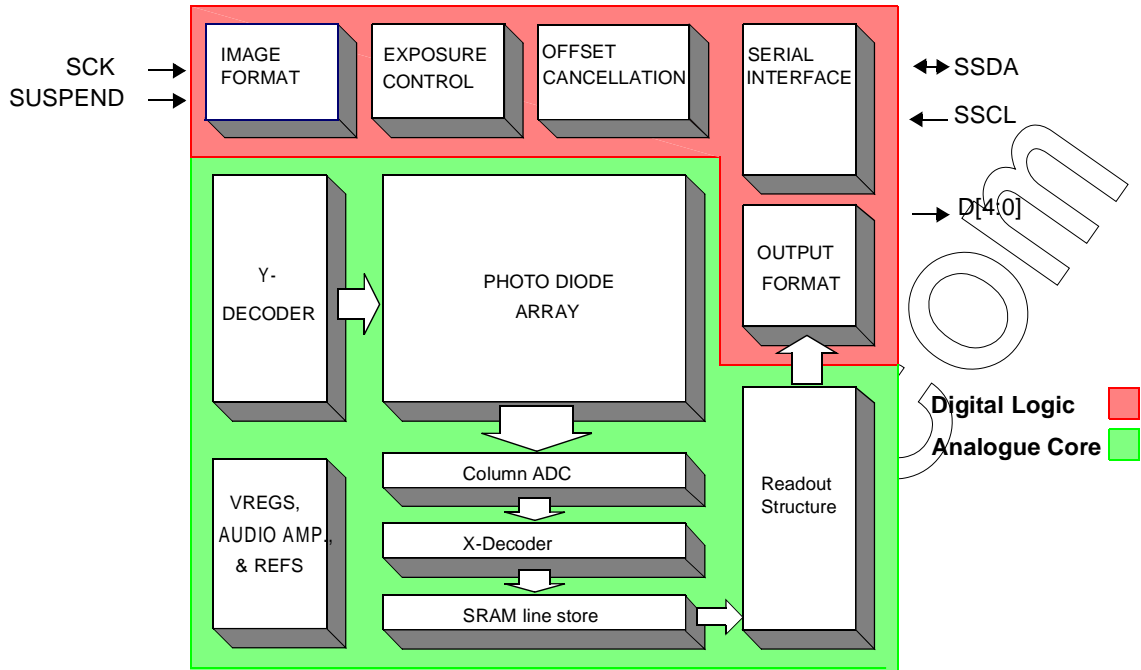 SCK
SUSPEND
IMAGE
FORMAT
EXPOSURE
CONTROL
OFFSET
CANCELLATION
SERIAL
INTERFACE
SSDA
SSCL
D[4:0]
Y-
DECODER
PHOTO DIODE
ARRAY
OUTPUT
FORMAT
Digital Logic
Analogue Core
VREGS,
AUDIO AMP.,
& REFS
Column ADC
X-Decoder
SRAM line store
Readout
Structure
.com